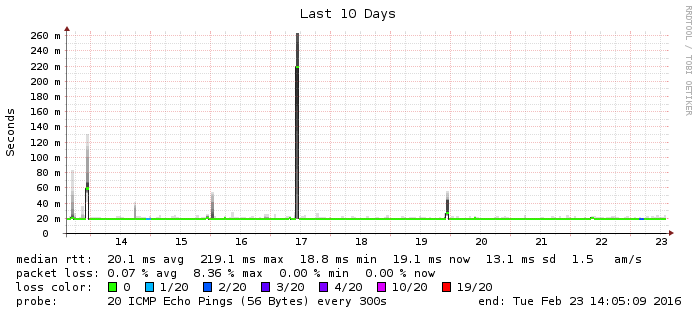 Last 10 Days
RRDTOOL / TOBI OETIKER
Seconds
260 m
240 m
220 m
200 m
180 m
160 m
140 m
120 m
100 m
80 m
60 m
40 m
20 m
0
14 15 16 17 18 19 20 21 22 23
median rtt: 20.1 ms avg 219.1 ms max 18.8 ms min 19.1 ms now 13.1 ms sd 1.5 am/s
packet loss: 0.07 % avg 8.36 % max 0.00 % min 0.00 % now
loss color: 0 1/20 2/20 3/20 4/20 10/20 19/20
probe: 20 ICMP Echo Pings (56 Bytes) every 300s end: Tue Feb 23 14:05:09 2016